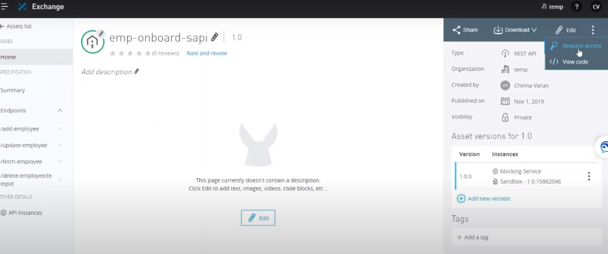 Exchange
temp
?
CV
Assets list
PAGES
Home
SPECIFICATION
Summary
Endpoints
/add-employee
/update-employee
/fetch-employee
/delete-employee/e
mpid
OTHER DETAILS
API instances
emp-onboard-sapi
1.0
(0 reviews) Rate and review
Add description
This page currently doesn't contain a description.
Click Edit to add text, images, videos, code blocks, etc...
Edit
Share
Download
Edit
Request access
</> View code
Type REST API
Organization temp
Created by Chinna Varun
Published on Nov 1, 2019
Visibility Private
Asset versions for 1.0
Version Instances
1.0.0
Mocking Service
Sandbox - 1.0:15862046
Add new version
Tags
+ Add a tag